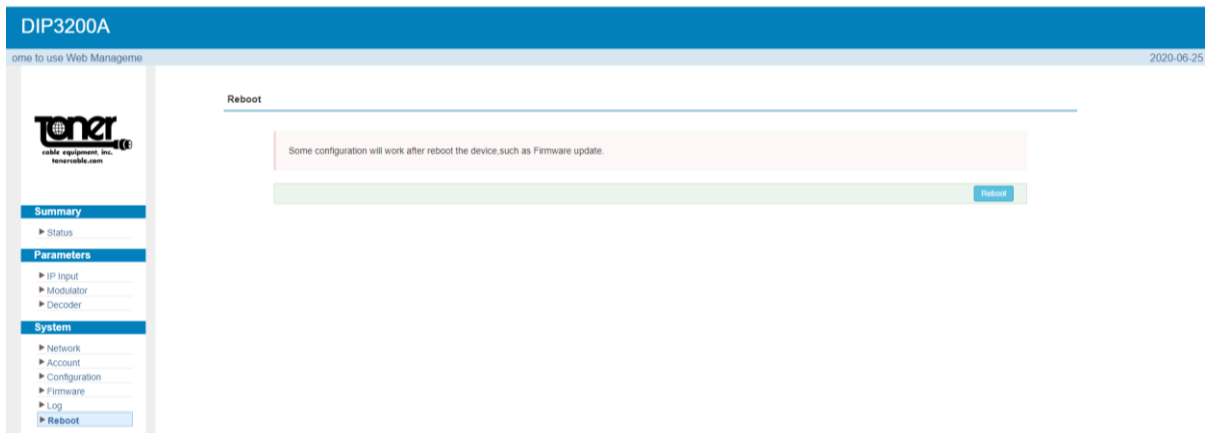 DIP3200A
ome to use Web Manageme
2020-06-25
Toner
cable equipment, inc.
tonercable.com
Summary
Status
Parameters
IP Input
Modulator
Decoder
System
Network
Account
Configuration
Firmware
Log
Reboot
Reboot
Some configuration will work after reboot the device,such as Firmware update.
Reboot